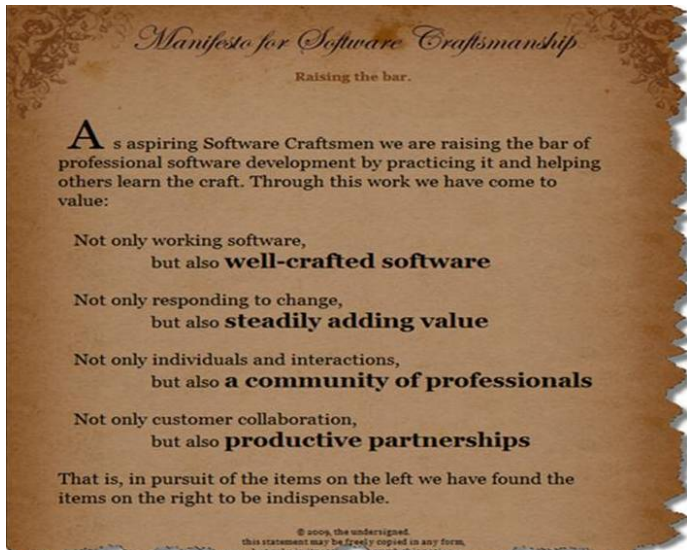 Manifesto for Software Craftsmanship
Raising the bar.
As aspiring Software Craftsmen we are raising the bar of
professional software development by practicing it and helping
others learn the craft. Through this work we have come to
value:
Not only working software,
but also well-crafted software
Not only responding to change,
but also steadily adding value
Not only individuals and interactions,
but also a community of professionals
Not only customer collaboration,
but also productive partnerships
That is, in pursuit of the items on the left we have found the
items on the right to be indispensable.
© 2009, the undersigned.
this statement may be freely copied in any form,